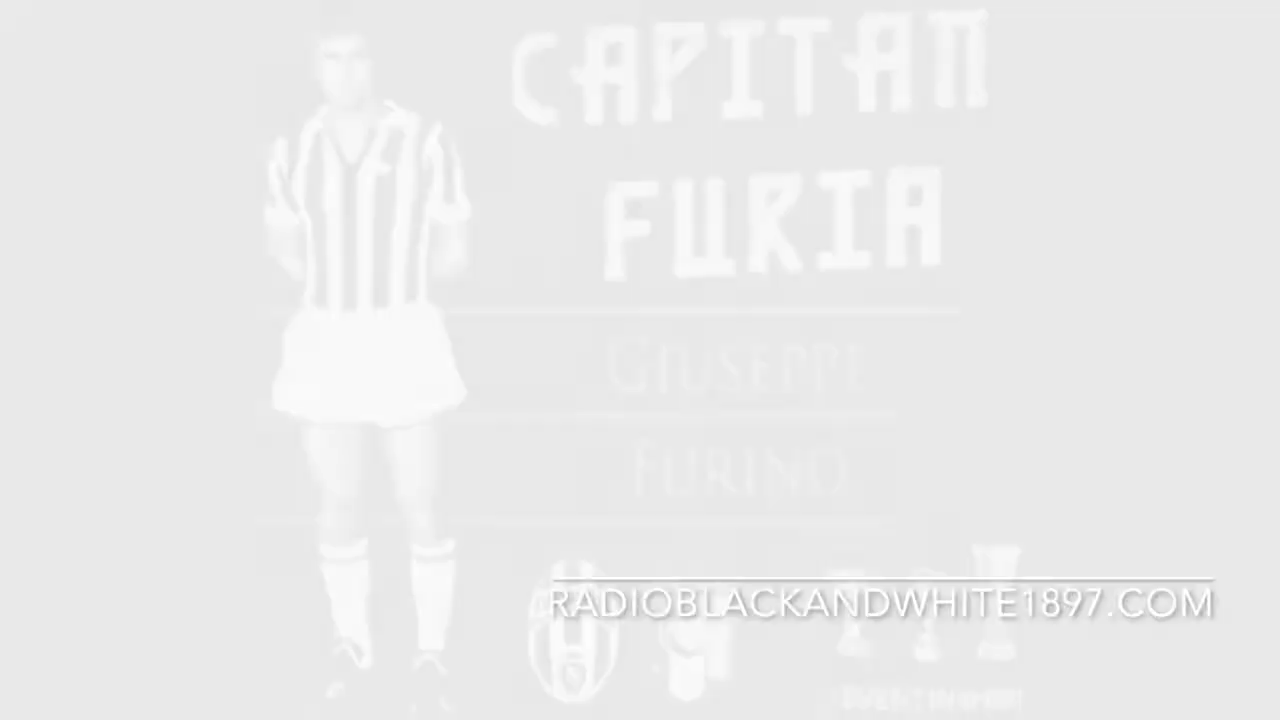 CAPITAN
FURIA
GIUSEPPE
FURINO
RADIOBLACKANDWHITE1897.COM